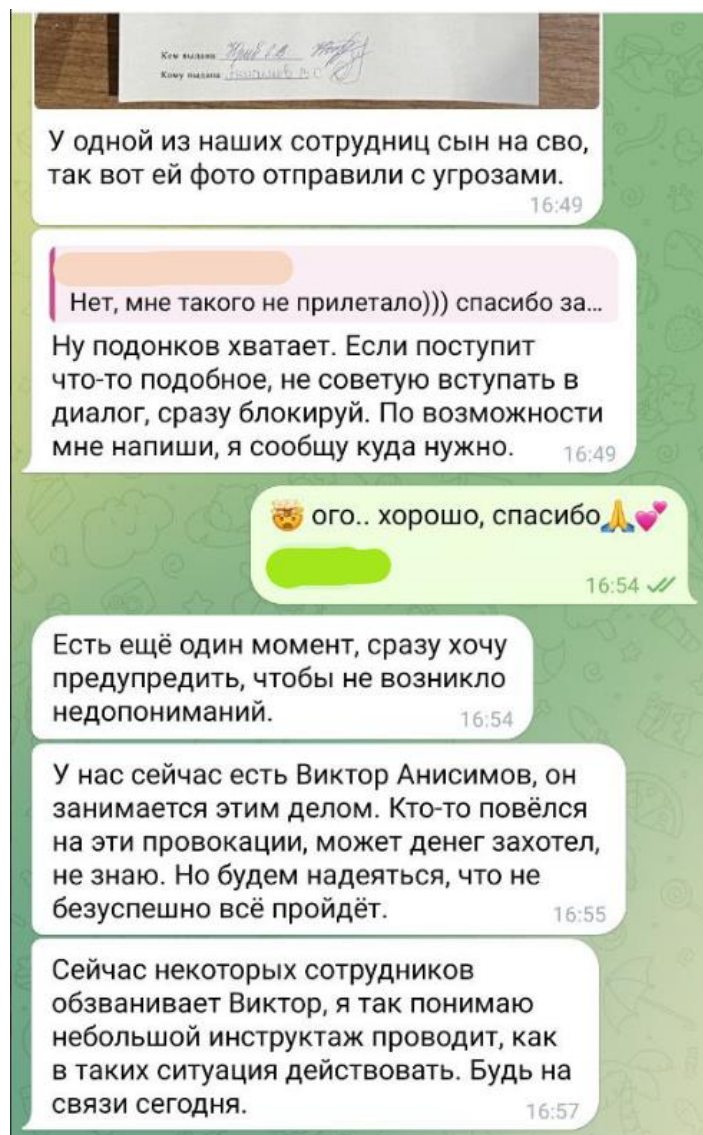 Кем выдана
Кому выдана
У одной из наших сотрудниц сын на сво,
так вот ей фото отправили с угрозами.
16:49
Нет, мне такого не прилетало))) спасибо за...
Ну подонков хватает. Если поступит
что-то подобное, не советую вступать в
диалог, сразу блокируй. По возможности
мне напиши, я сообщу куда нужно.
16:49
🤯 ого.. хорошо, спасибо🙏💕
16:54
Есть ещё один момент, сразу хочу
предупредить, чтобы не возникло
недопониманий.
16:54
У нас сейчас есть Виктор Анисимов, он
занимается этим делом. Кто-то повёлся
на эти провокации, может денег захотел,
не знаю. Но будем надеяться, что не
безуспешно всё пройдёт.
16:55
Сейчас некоторых сотрудников
обзванивает Виктор, я так понимаю
небольшой инструктаж проводит, как
в таких ситуация действовать. Будь на
связи сегодня.
16:57